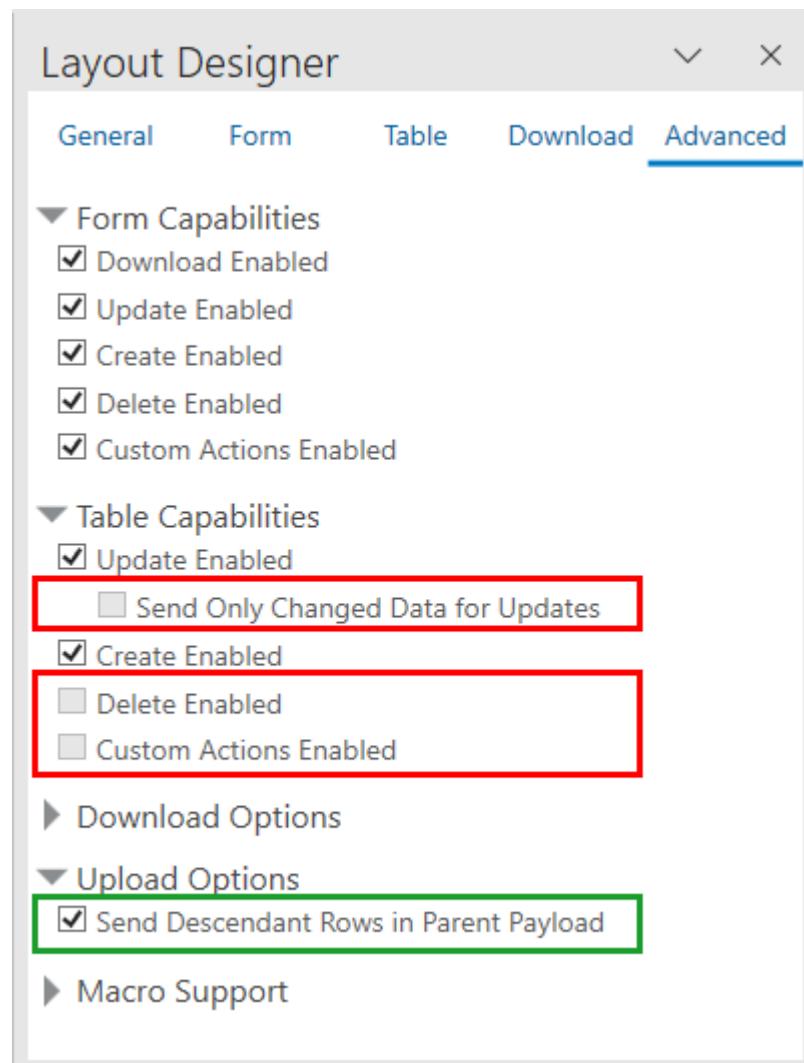 Layout Designer
General Form Table Download Advanced
Form Capabilities
Download Enabled
Update Enabled
Create Enabled
Delete Enabled
Custom Actions Enabled
Table Capabilities
Update Enabled
Send Only Changed Data for Updates
Create Enabled
Delete Enabled
Custom Actions Enabled
Download Options
Upload Options
Send Descendant Rows in Parent Payload
Macro Support